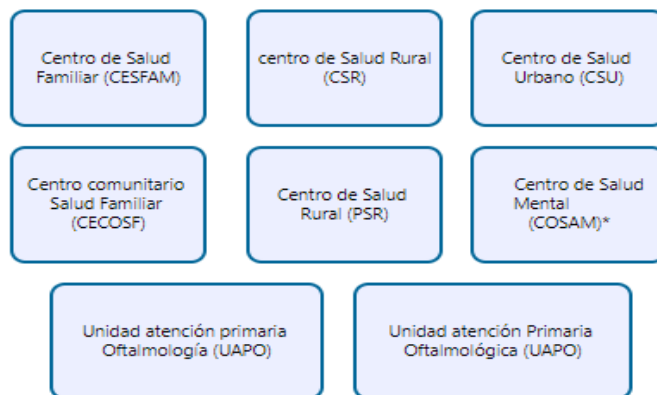 Centro de Salud
Familiar (CESFAM)
centro de Salud Rural
(CSR)
Centro de Salud
Urbano (CSU)
Centro comunitario
Salud Familiar
(CECOSF)
Centro de Salud
Rural (PSR)
Centro de Salud
Mental
(COSAM)*
Unidad atención primaria
Oftalmología (UAPO)
Unidad atención Primaria
Oftalmológica (UAPO)